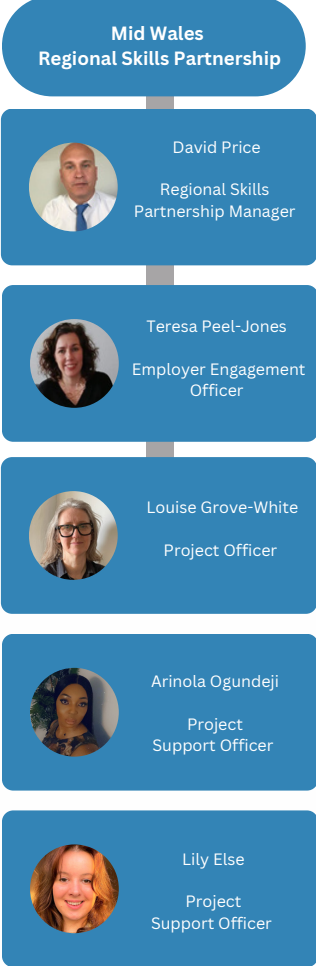 Mid Wales
Regional Skills Partnership
David Price
Regional Skills
Partnership Manager
Teresa Peel-Jones
Employer Engagement
Officer
Louise Grove-White
Project Officer
Arinola Ogundeji
Project
Support Officer
Lily Else
Project
Support Officer